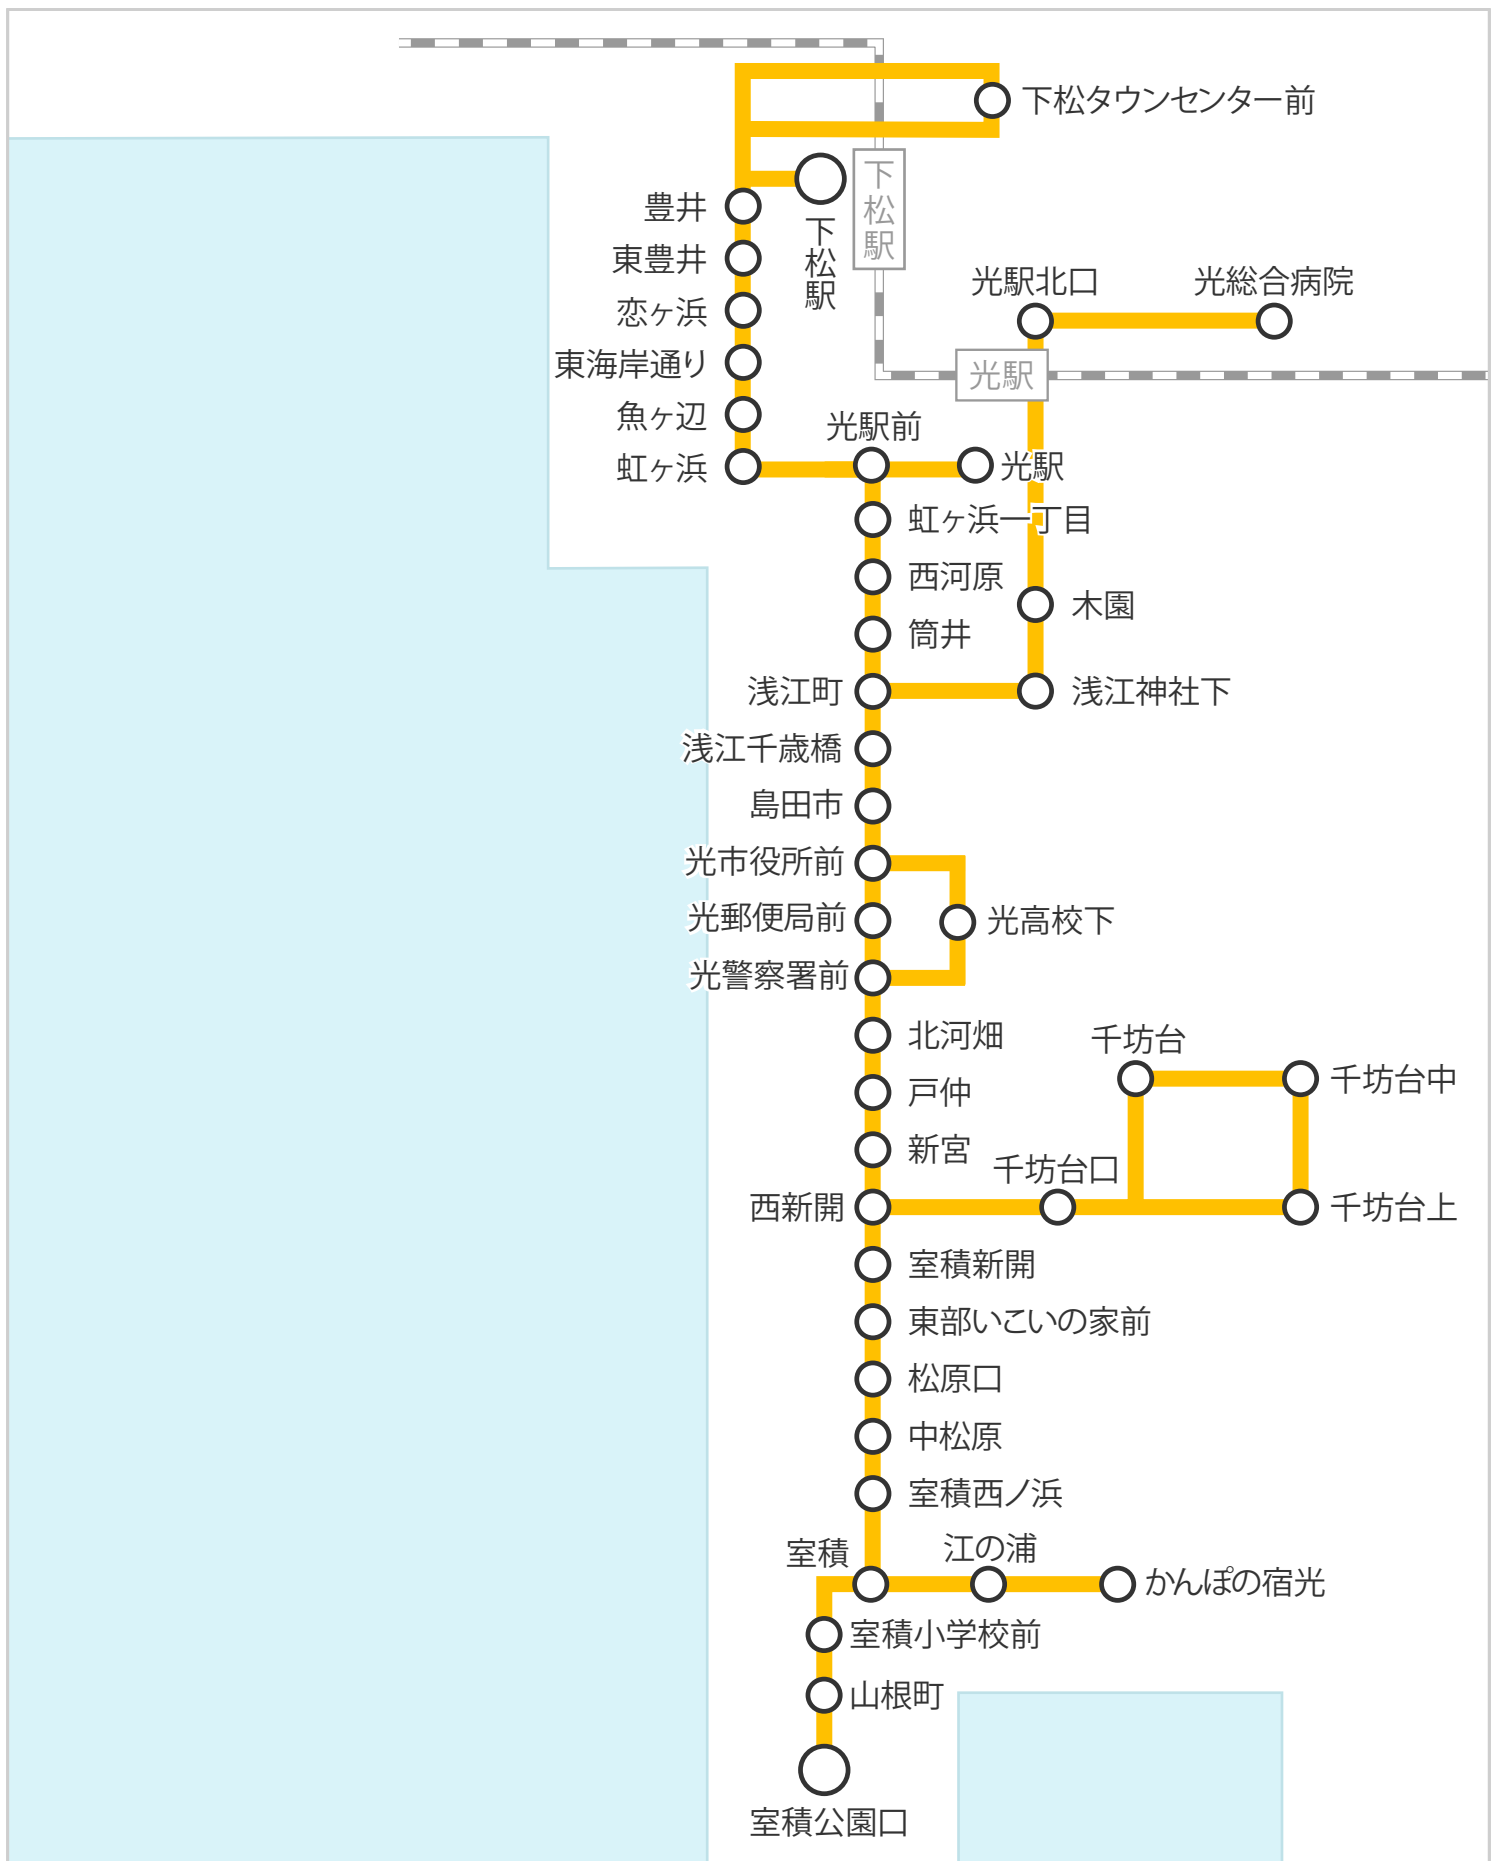 下松タウンセンター前
下松駅
下松駅
豊井
東豊井
恋ヶ浜
東海岸通り
魚ヶ辺
虹ヶ浜
光駅北口
光総合病院
光駅
光駅前
光駅
虹ヶ浜一丁目
西河原
木園
筒井
浅江町
浅江神社下
浅江千歳橋
島田市
光市役所前
光郵便局前
光高校下
光警察署前
北河畑
千坊台
千坊台中
戸仲
新宮
千坊台口
西新開
千坊台上
室積新開
東部いこいの家前
松原口
中松原
室積西ノ浜
室積
江の浦
かんぽの宿光
室積小学校前
山根町
室積公園口